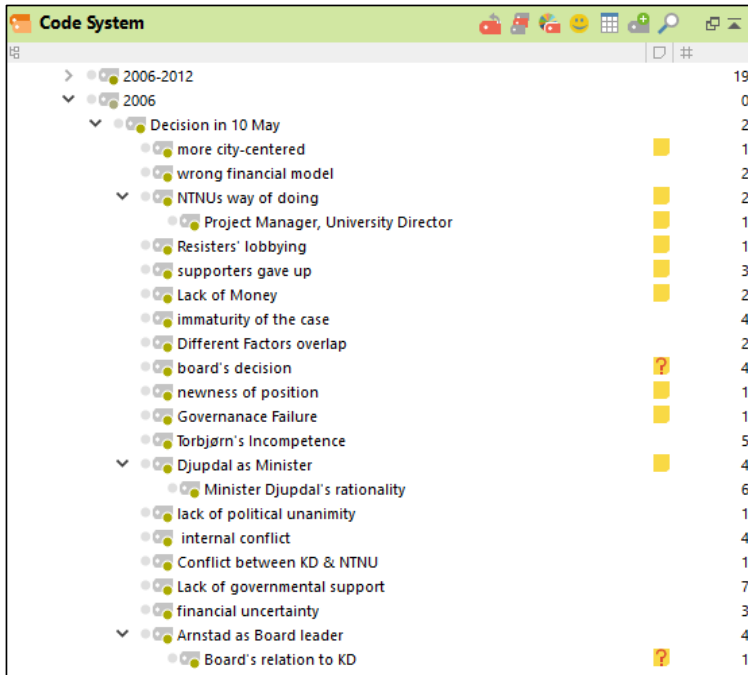 Code System
#
2006-2012 19
2006 0
Decision in 10 May 2
more city-centered 1
wrong financial model 2
NTNUs way of doing 2
Project Manager, University Director 1
Resisters' lobbying 1
supporters gave up 3
Lack of Money 2
immaturity of the case 4
Different Factors overlap 2
board's decision ? 4
newness of position 1
Governanace Failure 1
Torbjørn's Incompetence 5
Djupdal as Minister 4
Minister Djupdal's rationality 6
lack of political unanimity 1
internal conflict 4
Conflict between KD & NTNU 1
Lack of governmental support 7
financial uncertainty 3
Arnstad as Board leader 4
Board's relation to KD ? 1